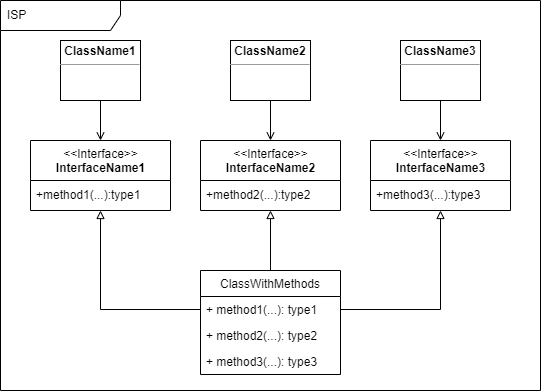 ISP
ClassName1
ClassName2
ClassName3
<<Interface>>
InterfaceName1
+method1(...):type1
<<Interface>>
InterfaceName2
+method2(...):type2
<<Interface>>
InterfaceName3
+method3(...):type3
ClassWithMethods
+ method1(...): type1
+ method2(...): type2
+ method3(...): type3